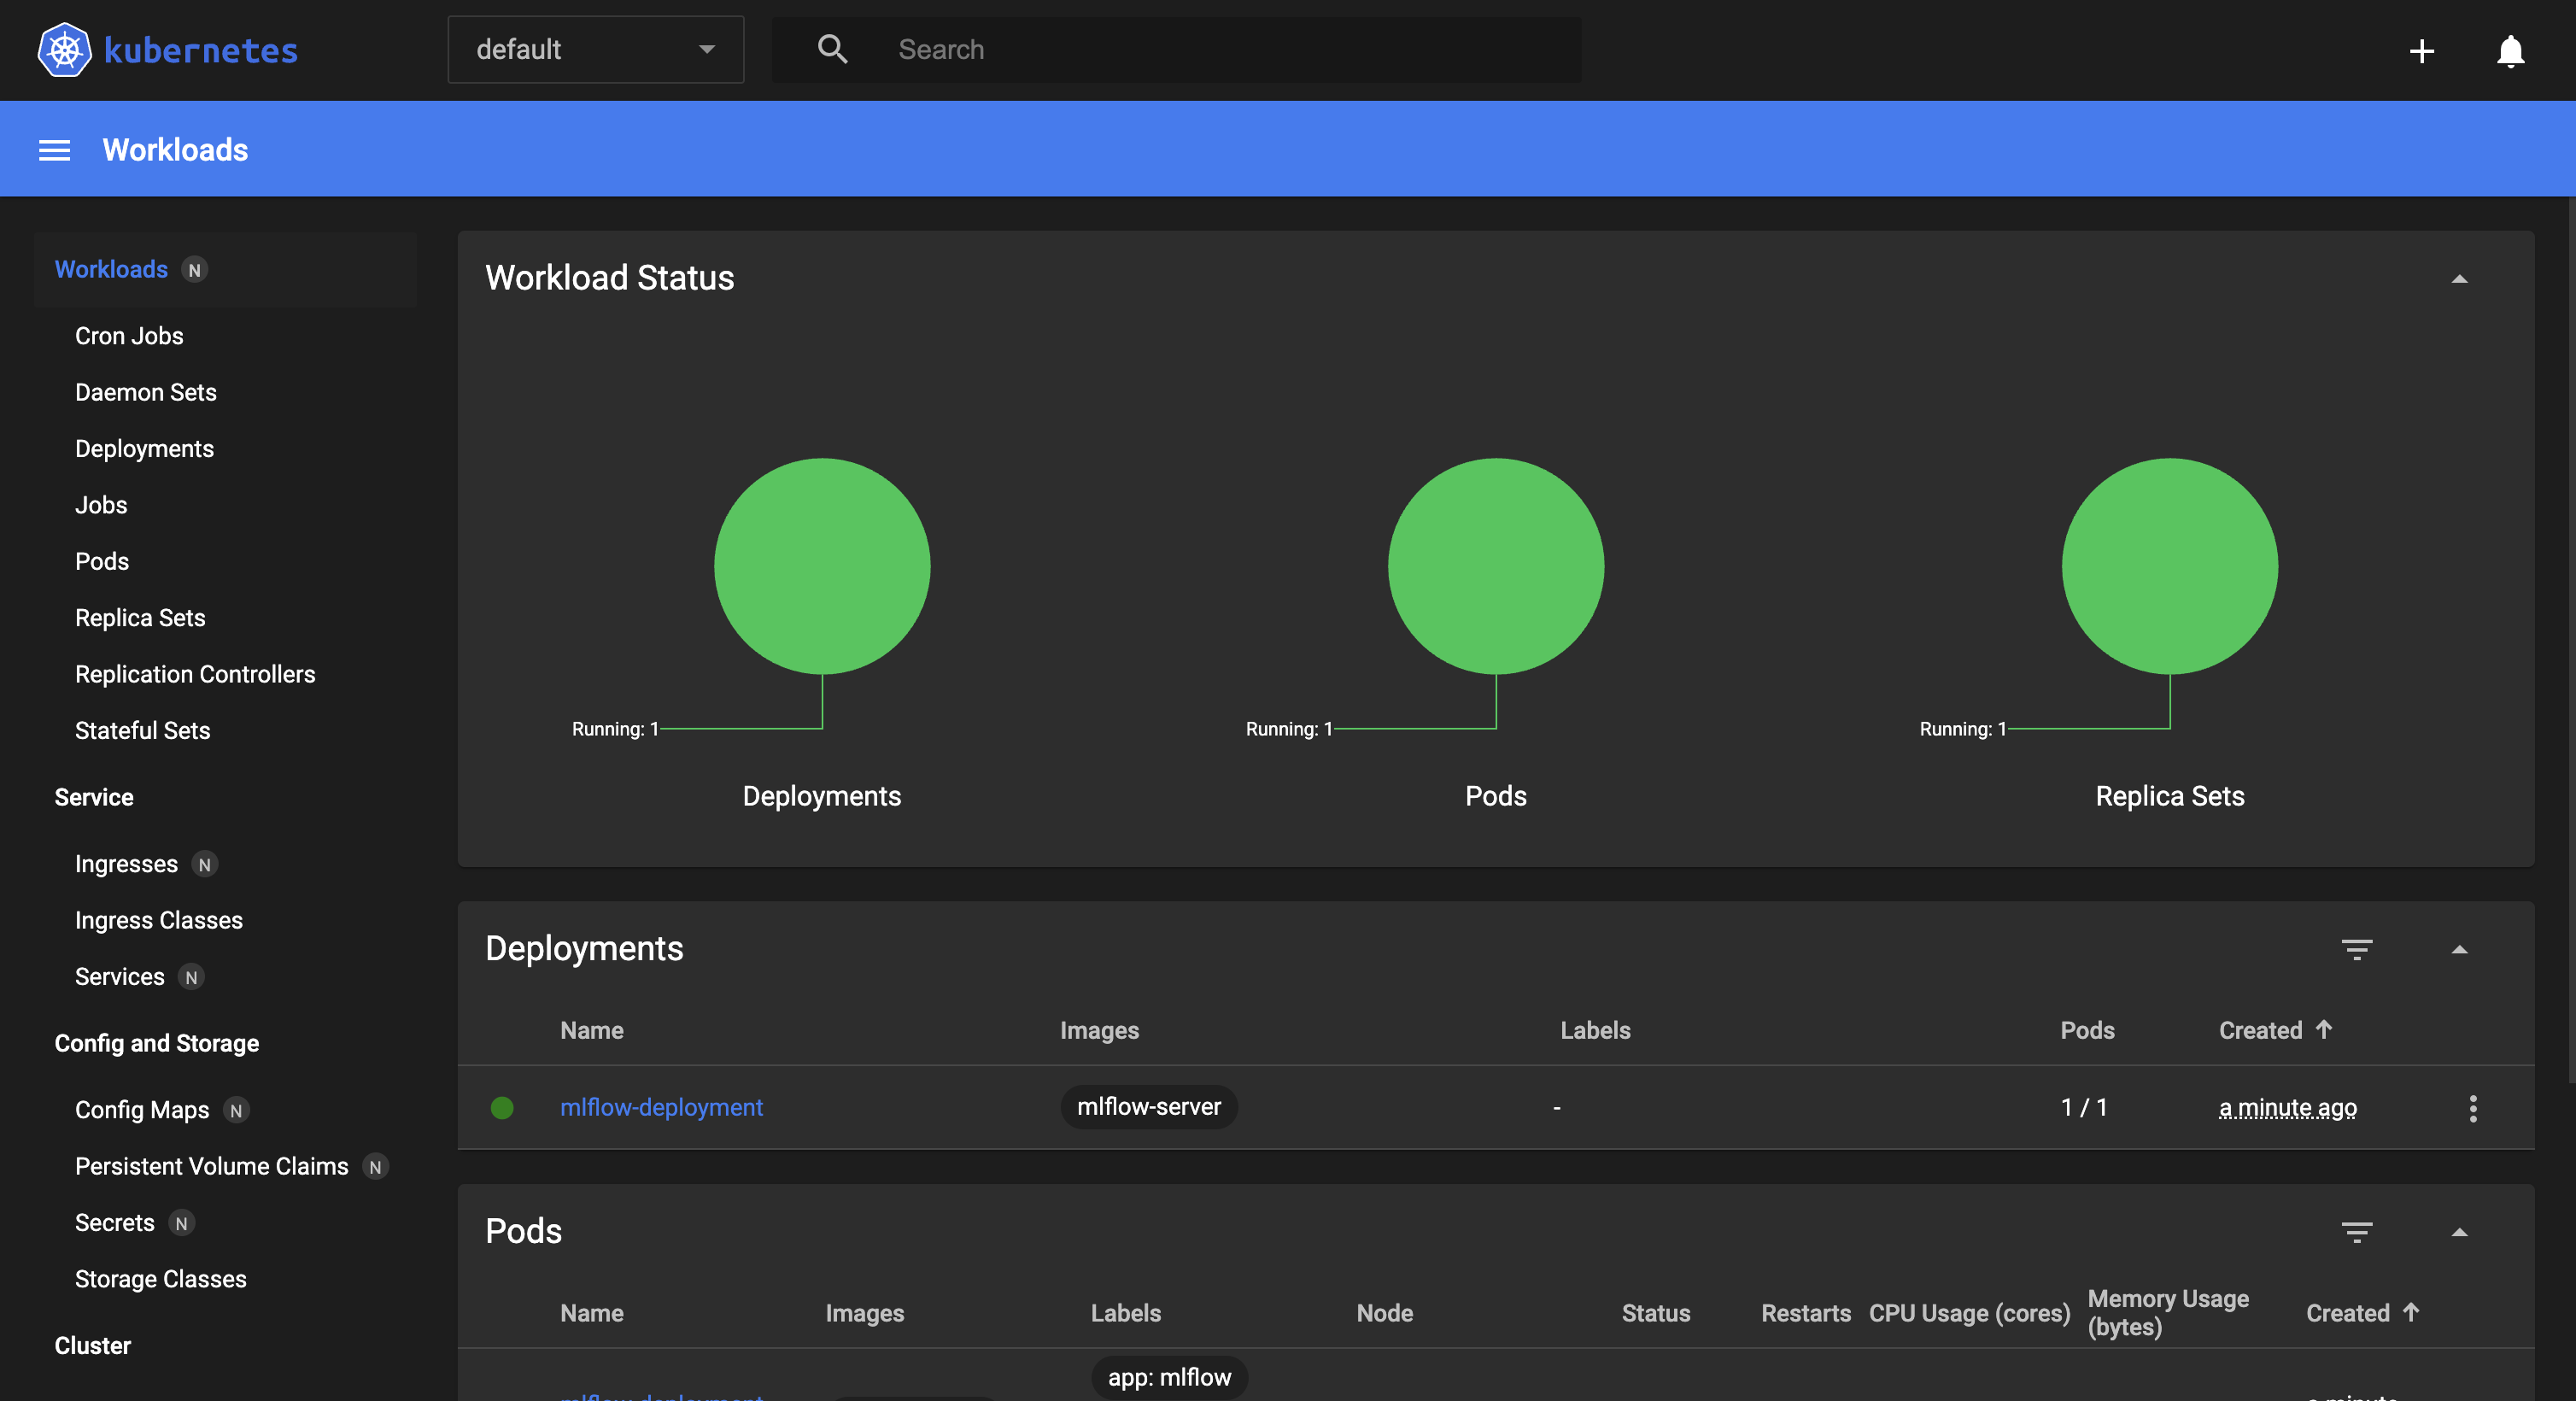 kubernetes
default
Search
Workloads
Workloads N
Cron Jobs
Daemon Sets
Deployments
Jobs
Pods
Replica Sets
Replication Controllers
Stateful Sets
Service
Ingresses N
Ingress Classes
Services N
Config and Storage
Config Maps N
Persistent Volume Claims N
Secrets N
Storage Classes
Cluster
Workload Status
Running: 1
Deployments
Running: 1
Pods
Running: 1
Replica Sets
Deployments
Name Images Labels Pods Created
mlflow-deployment mlflow-server - 1 / 1 a minute ago
Pods
Name Images Labels Node Status Restarts CPU Usage (cores) Memory Usage (bytes) Created
app: mlflow
mlflow-deployment a minute